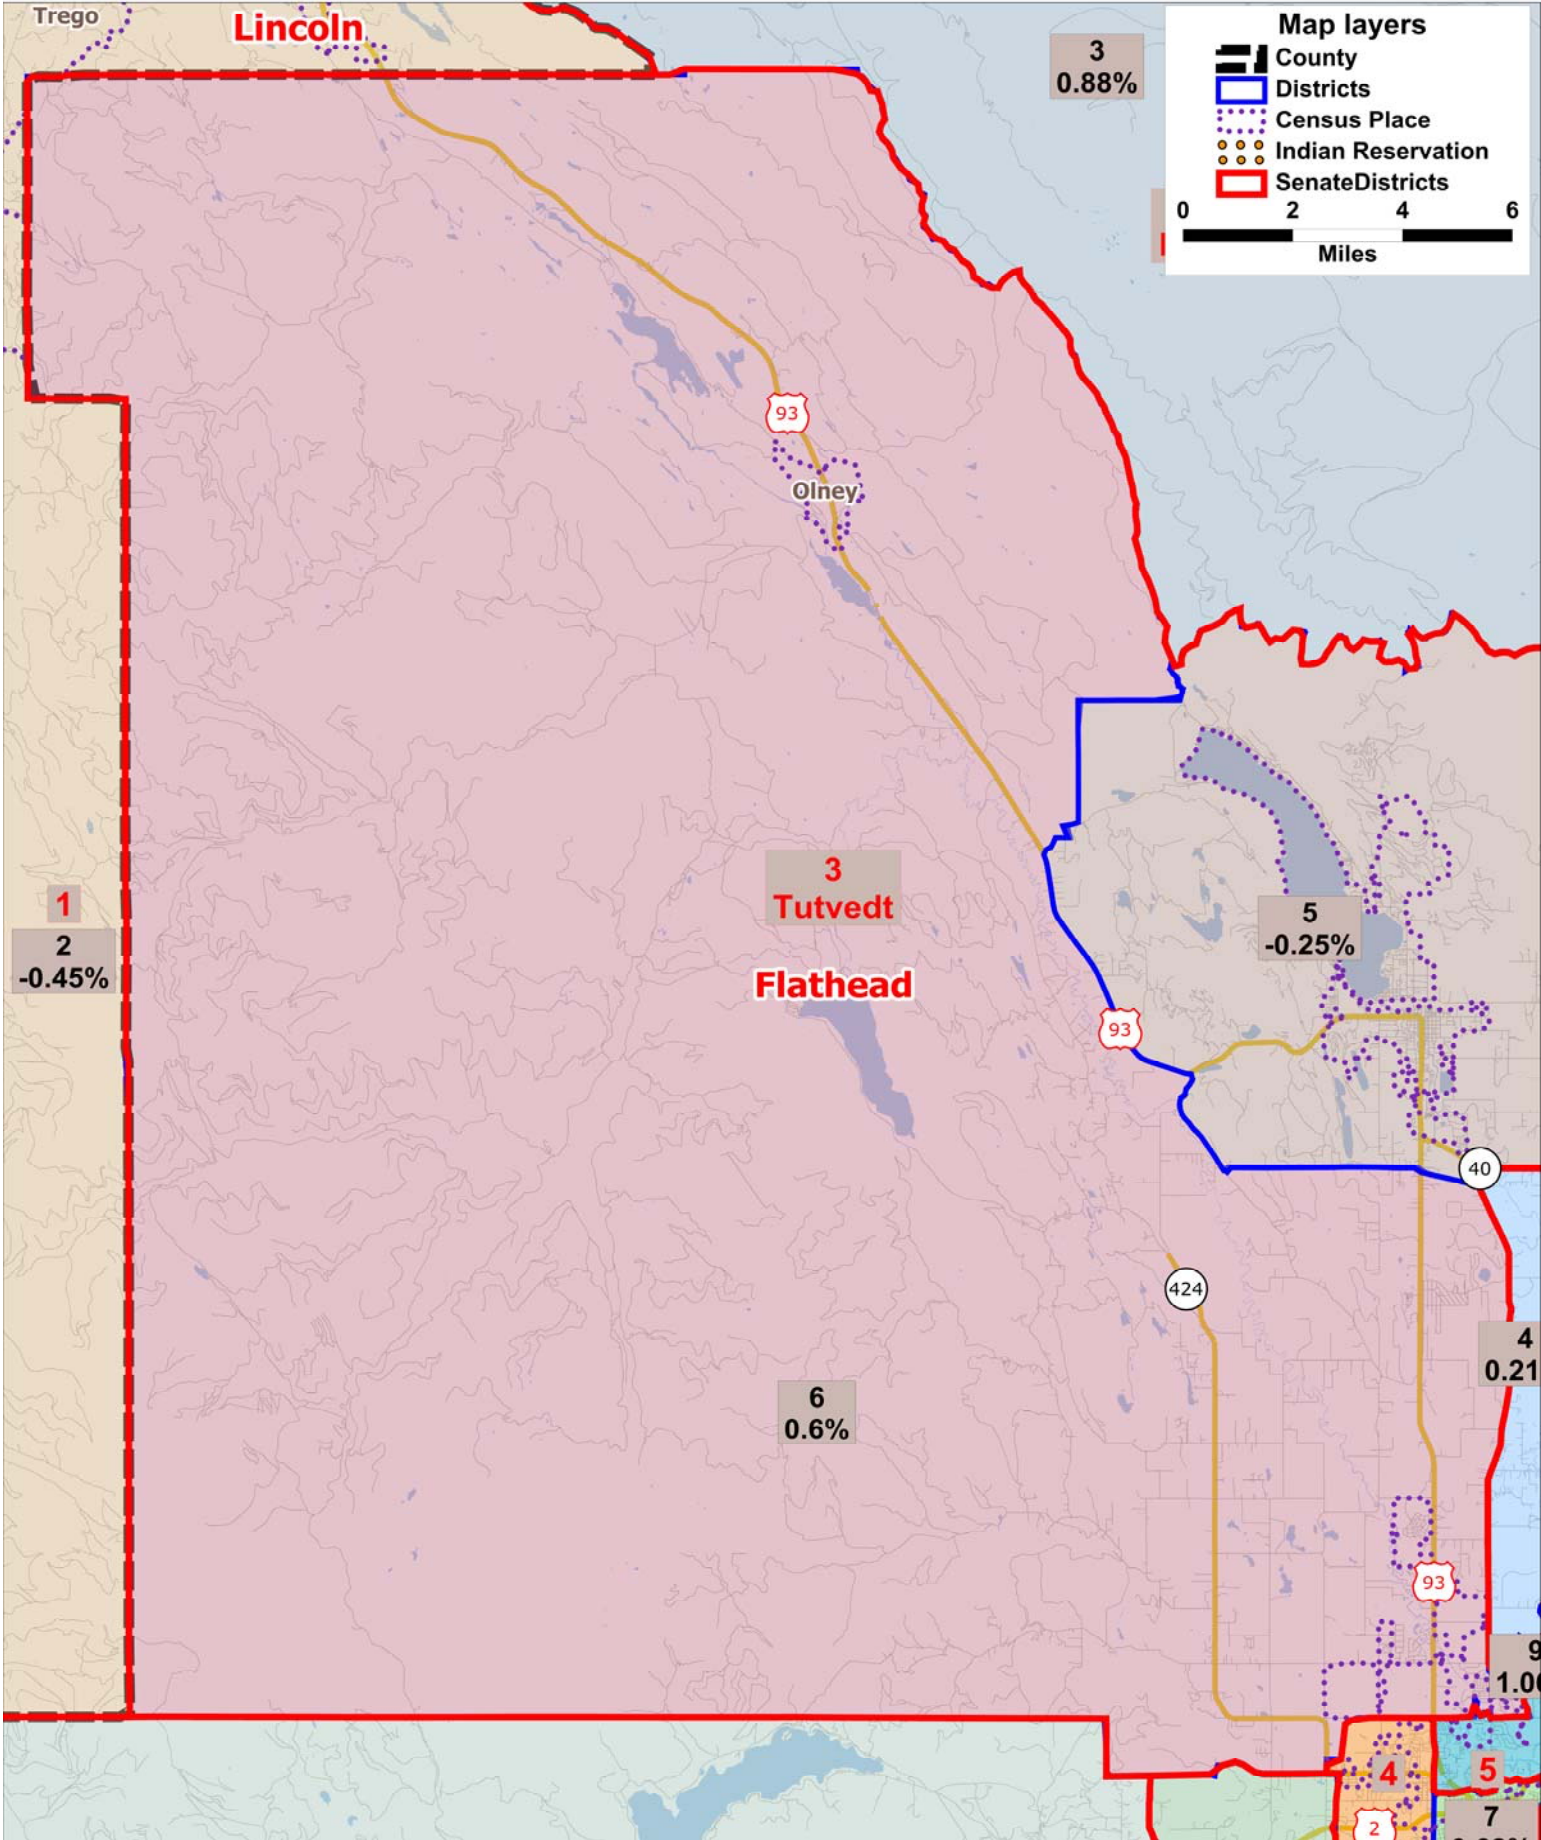 Trego
Lincoln
3
0.88%
Map layers
County
Districts
Census Place
Indian Reservation
SenateDistricts
0 2 4 6
Miles
93
Olney
3
Tutvedt
Flathead
1
2
-0.45%
5
-0.25%
93
40
424
4
0.21
6
0.6%
93
9
4
5
2
7